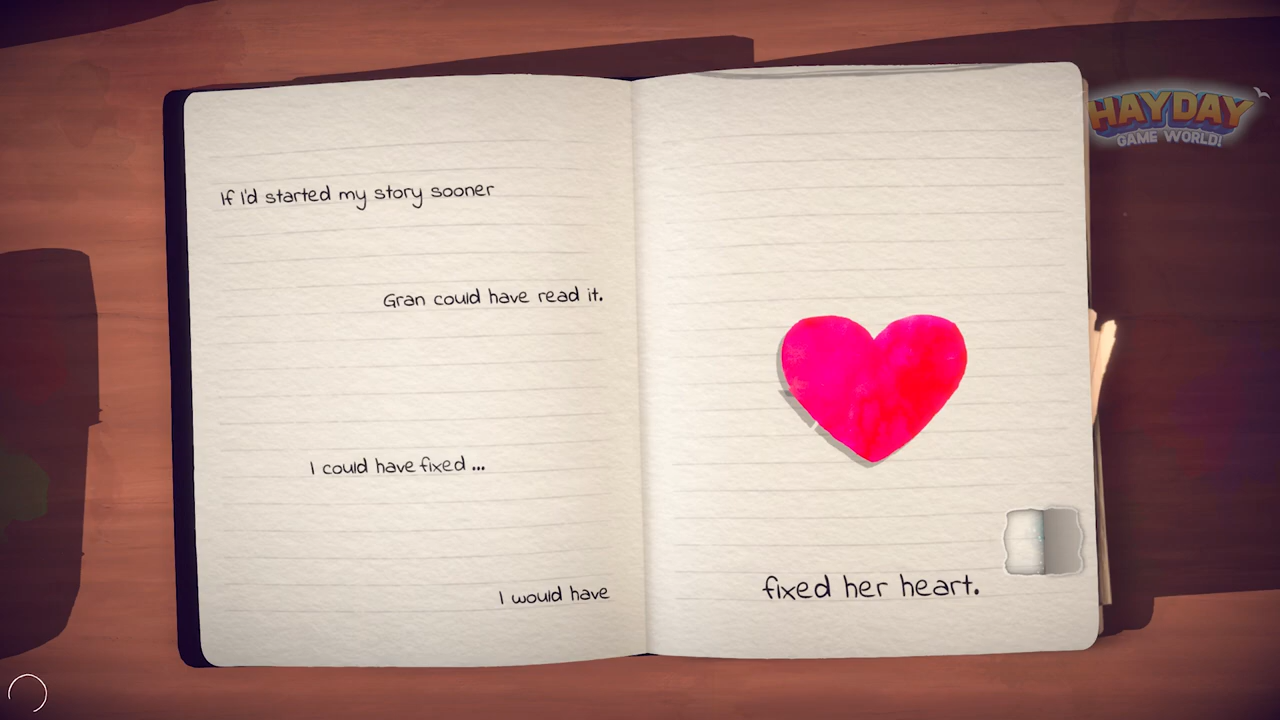 HAYDAY
GAME WORLD!
If I'd started my story sooner
Gran could have read it.
I could have fixed ...
I would have
fixed her heart.